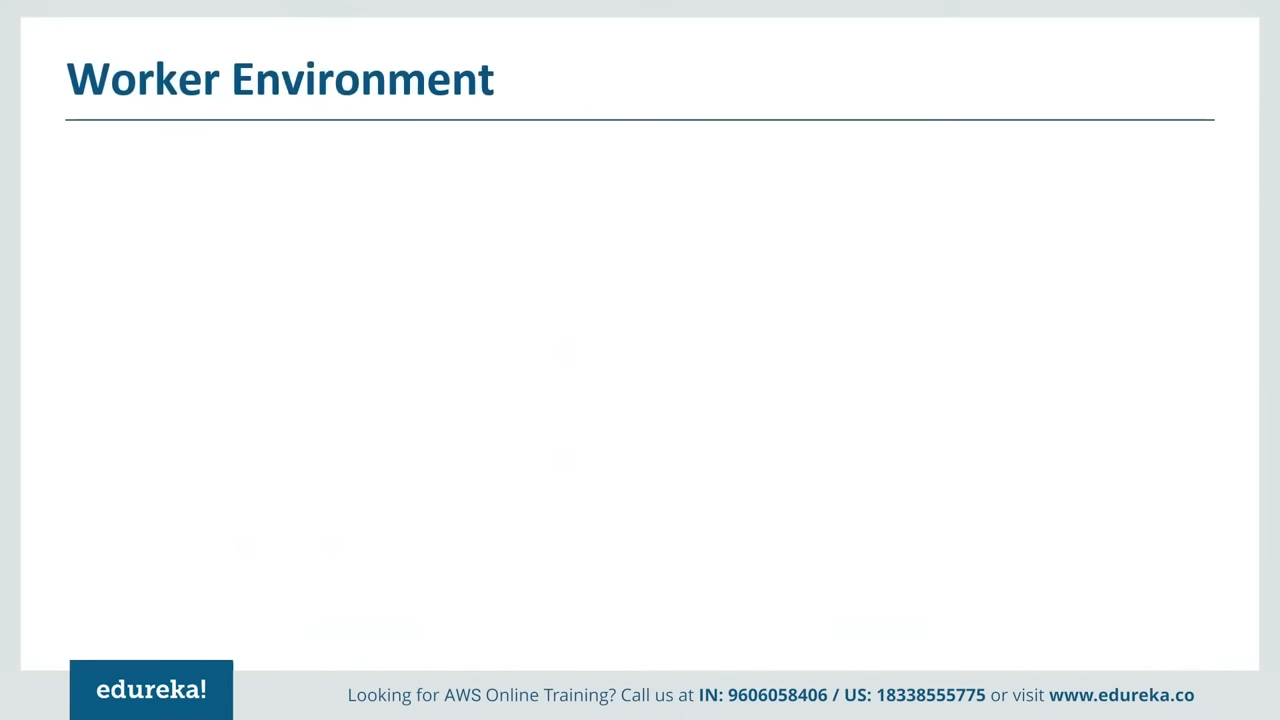 Worker Environment
edureka!
Looking for AWS Online Training? Call us at IN: 9606058406 / US: 18338555775 or visit www.edureka.co